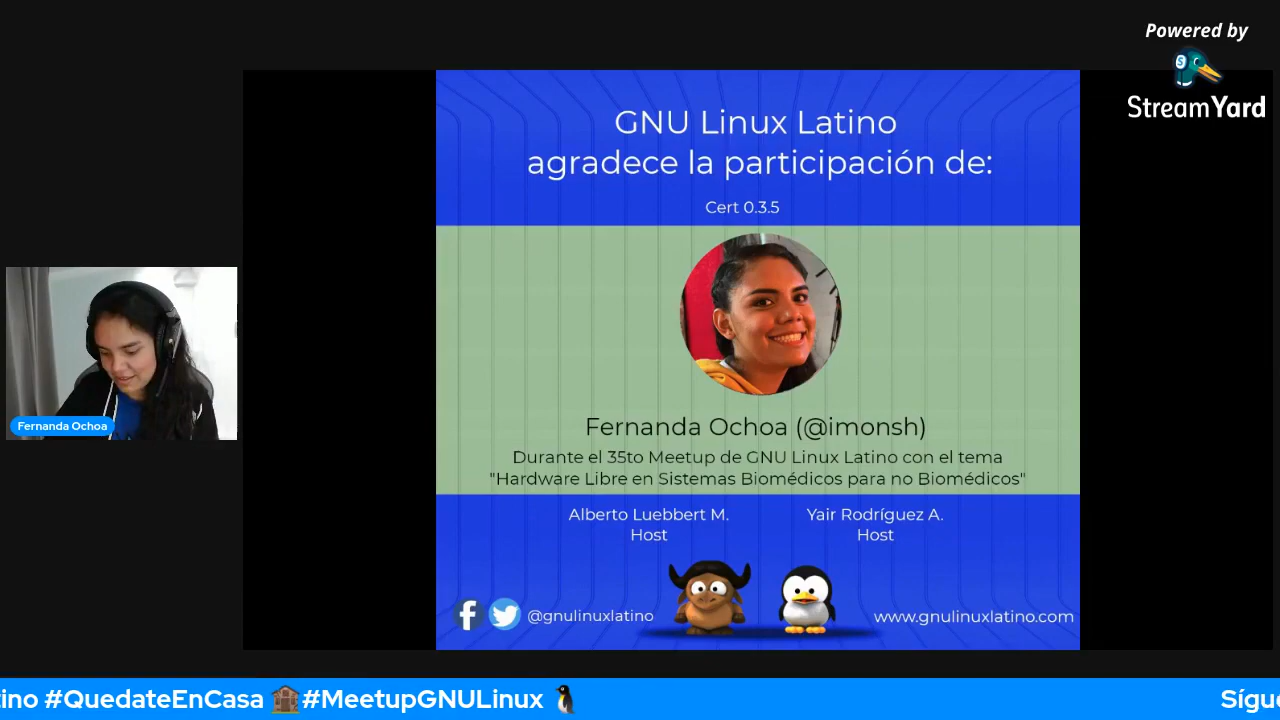 Powered by
StreamYard
GNU Linux Latino
agradece la participación de:
Cert 0.3.5
Fernanda Ochoa (@imonsh)
Durante el 35to Meetup de GNU Linux Latino con el tema
"Hardware Libre en Sistemas Biomédicos para no Biomédicos"
Alberto Luebbert M.
Host
Yair Rodríguez A.
Host
@gnulinuxlatino
www.gnulinuxlatino.com
Fernanda Ochoa
tino #QuedateEnCasa #MeetupGNULinux
Sígue